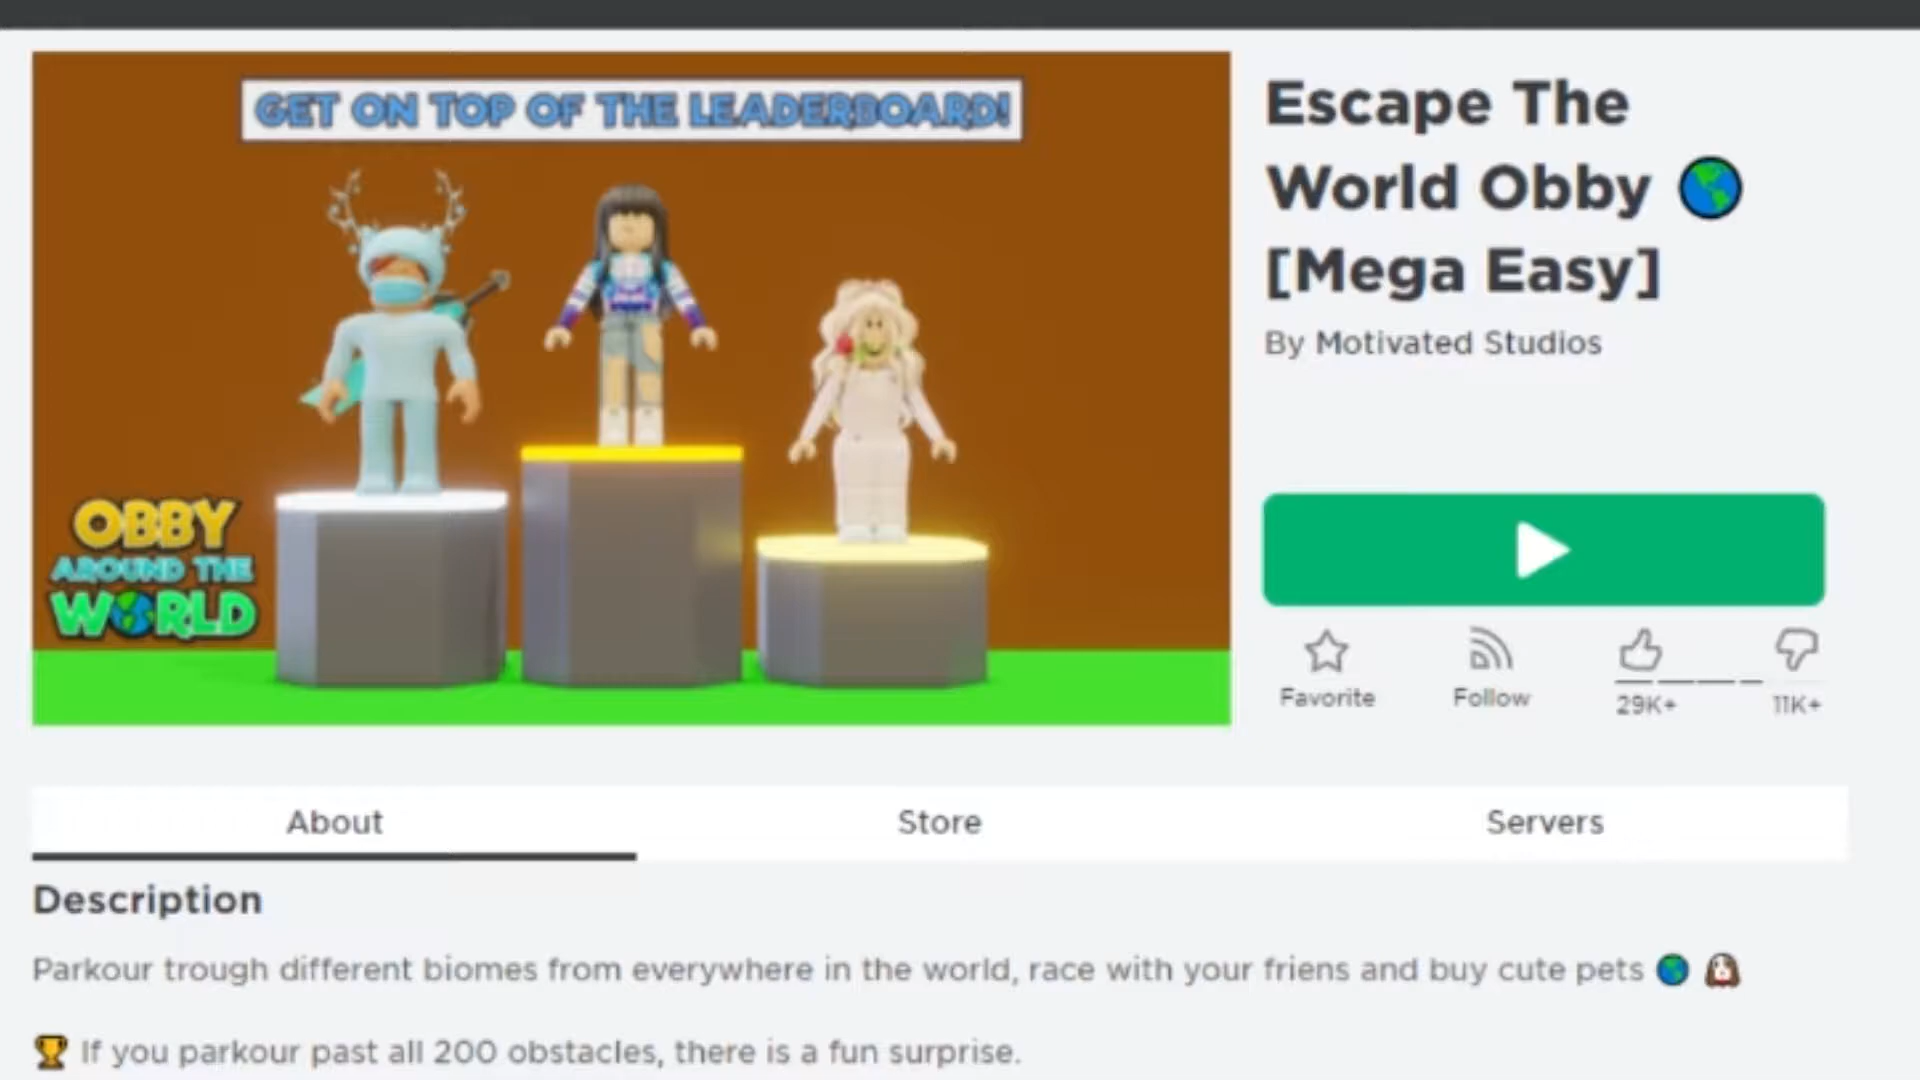 GET ON TOP OF THE LEADERBOARD!
OBBY
AROUND THE
WORLD
Escape The
World Obby
[Mega Easy]
By Motivated Studios
Favorite
Follow
29K+
11K+
About
Store
Servers
Description
Parkour trough different biomes from everywhere in the world, race with your friens and buy cute pets
If you parkour past all 200 obstacles, there is a fun surprise.